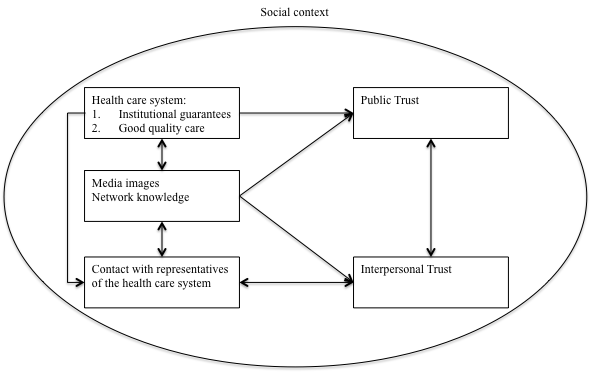 Social context
Health care system:
1. Institutional guarantees
2. Good quality care
Public Trust
Media images
Network knowledge
Contact with representatives
of the health care system
Interpersonal Trust